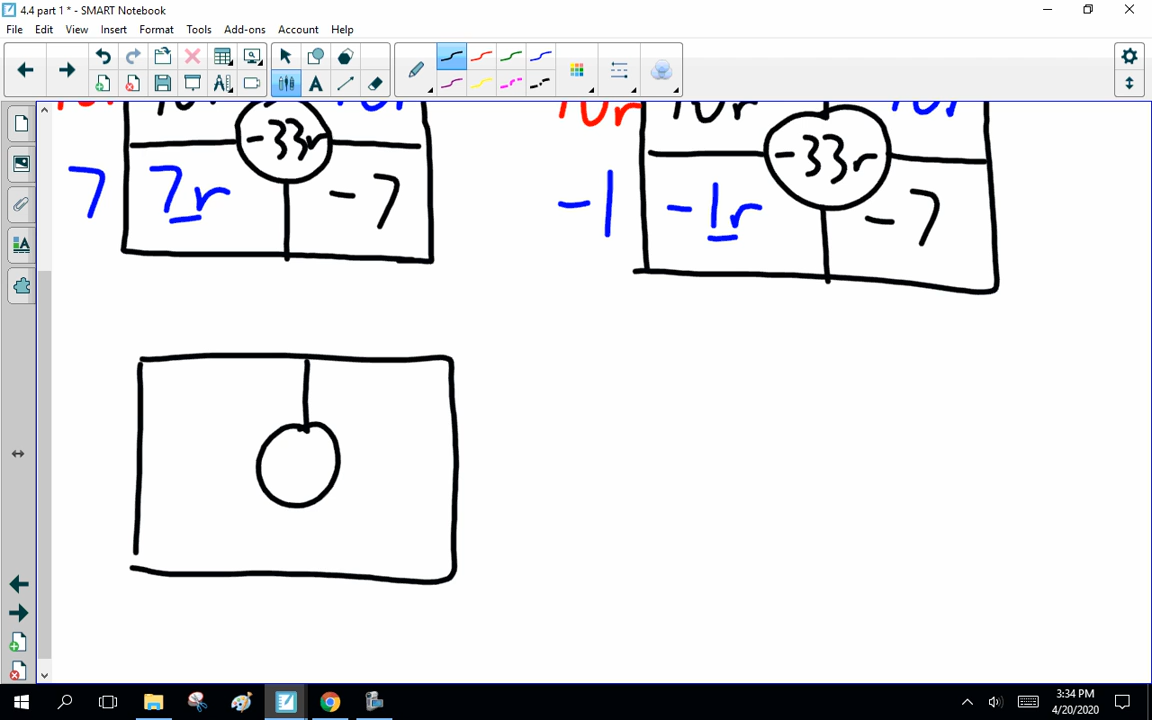 4.4 part 1 * - SMART Notebook
File Edit View Insert Format Tools Add-ons Account Help
-33r
7 7r -7
-33r
-1 -1r -7
3:34 PM
4/20/2020